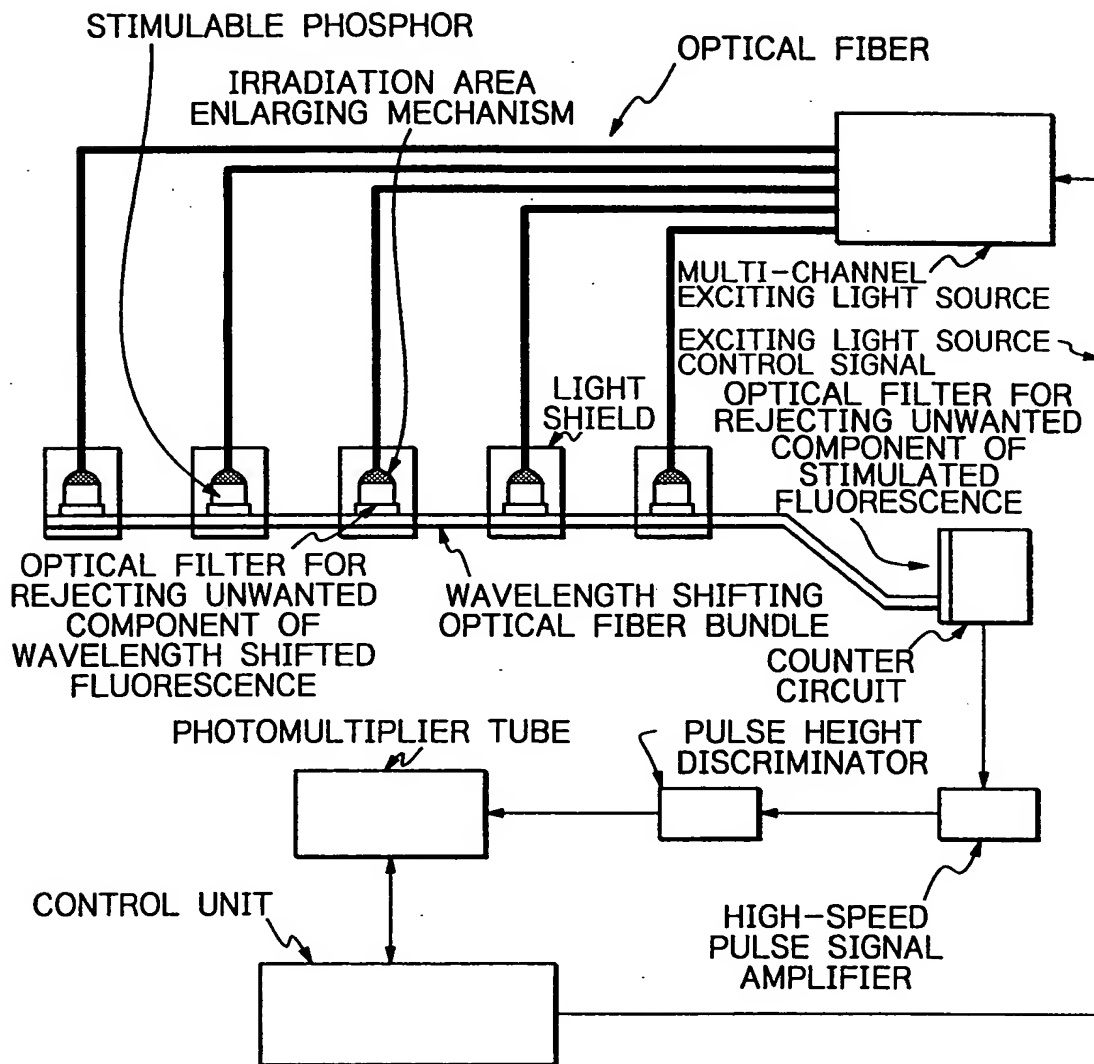 STIMULABLE PHOSPHOR
OPTICAL FIBER
IRRADIATION AREA
ENLARGING MECHANISM
MULTI-CHANNEL
EXCITING LIGHT SOURCE
EXCITING LIGHT SOURCE
CONTROL SIGNAL
LIGHT
SHIELD
OPTICAL FILTER FOR
REJECTING UNWANTED
COMPONENT OF
STIMULATED
FLUORESCENCE
OPTICAL FILTER FOR
REJECTING UNWANTED
COMPONENT OF
WAVELENGTH SHIFTED
FLUORESCENCE
WAVELENGTH SHIFTING
OPTICAL FIBER BUNDLE
COUNTER
CIRCUIT
PHOTOMULTIPLIER TUBE
PULSE HEIGHT
DISCRIMINATOR
CONTROL UNIT
HIGH-SPEED
PULSE SIGNAL
AMPLIFIER